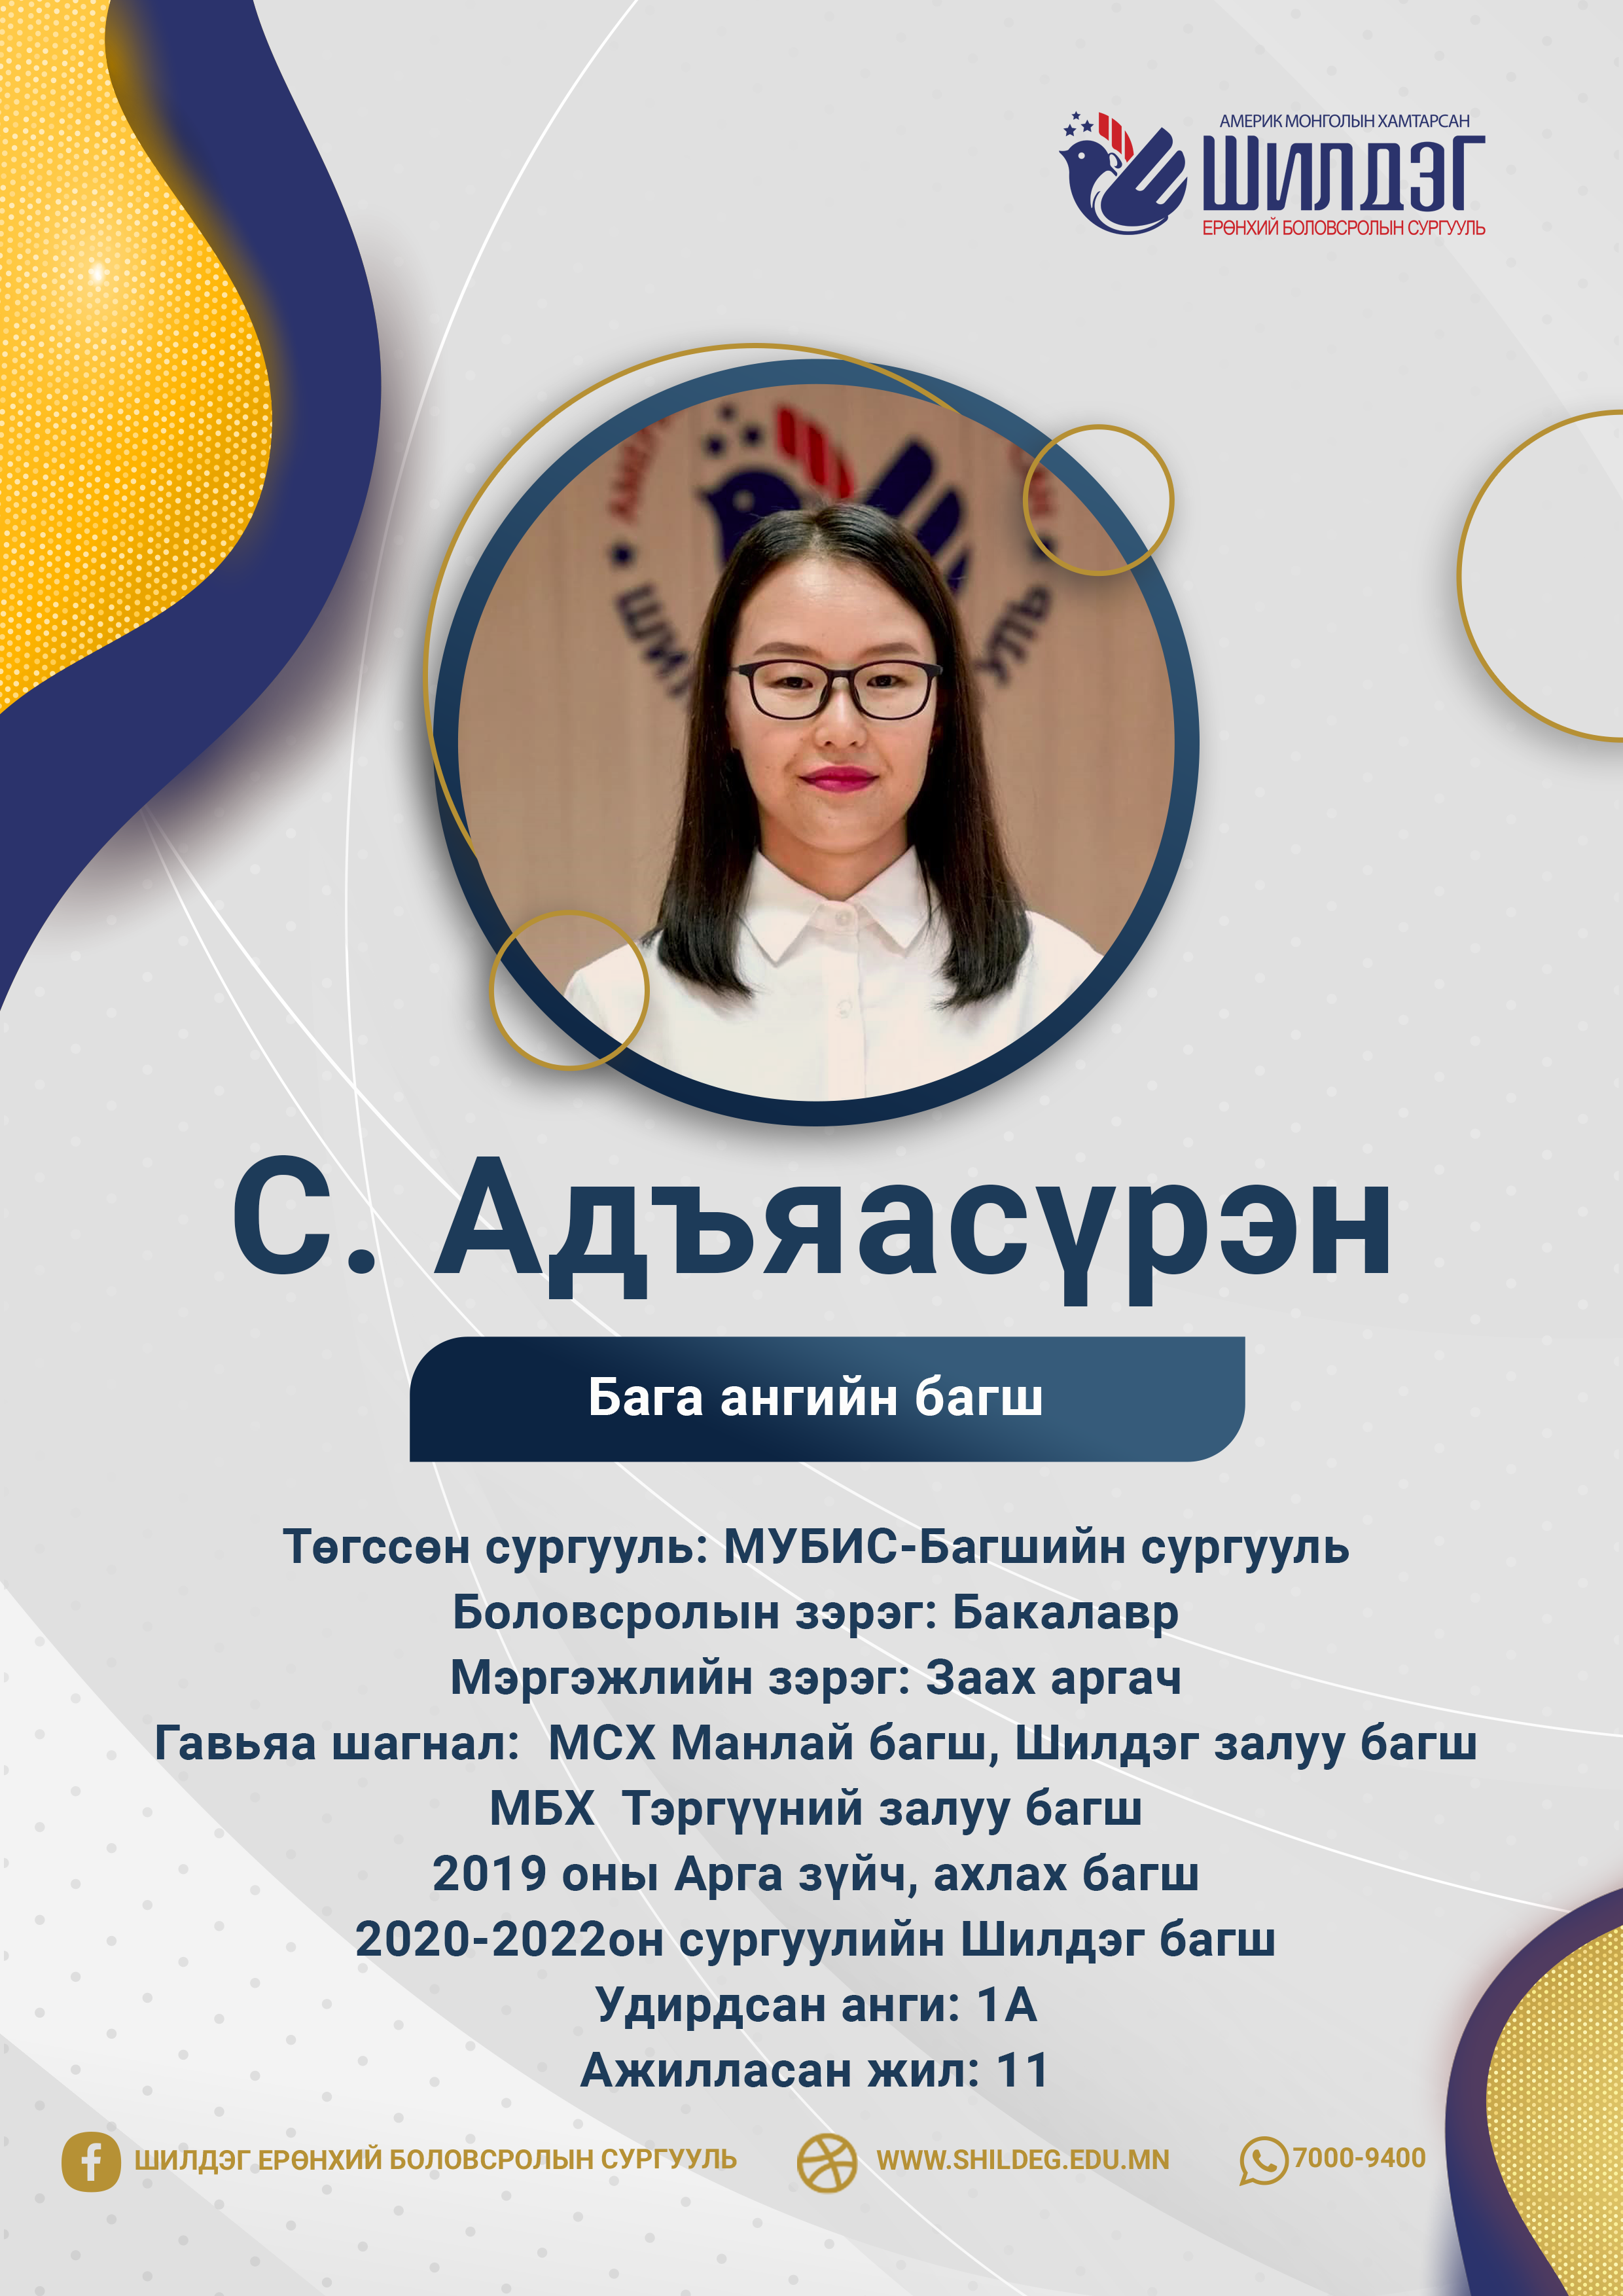 АМЕРИК МОНГОЛЫН ХАМТАРСАН
ШИЛДЭГ
ЕРӨНХИЙ БОЛОВСРОЛЫН СУРГУУЛЬ
С. Адъяасүрэн
Бага ангийн багш
Төгссөн сургууль: МУБИС-Багшийн сургууль
Боловсролын зэрэг: Бакалавр
Мэргэжлийн зэрэг: Заах аргач
Гавьяа шагнал:  МСХ Манлай багш, Шилдэг залуу багш
МБХ  Тэргүүний залуу багш
2019 оны Арга зүйч, ахлах багш
2020-2022он сургуулийн Шилдэг багш
Удирдсан анги: 1А
Ажилласан жил: 11
ШИЛДЭГ ЕРӨНХИЙ БОЛОВСРОЛЫН СУРГУУЛЬ
WWW.SHILDEG.EDU.MN
7000-9400